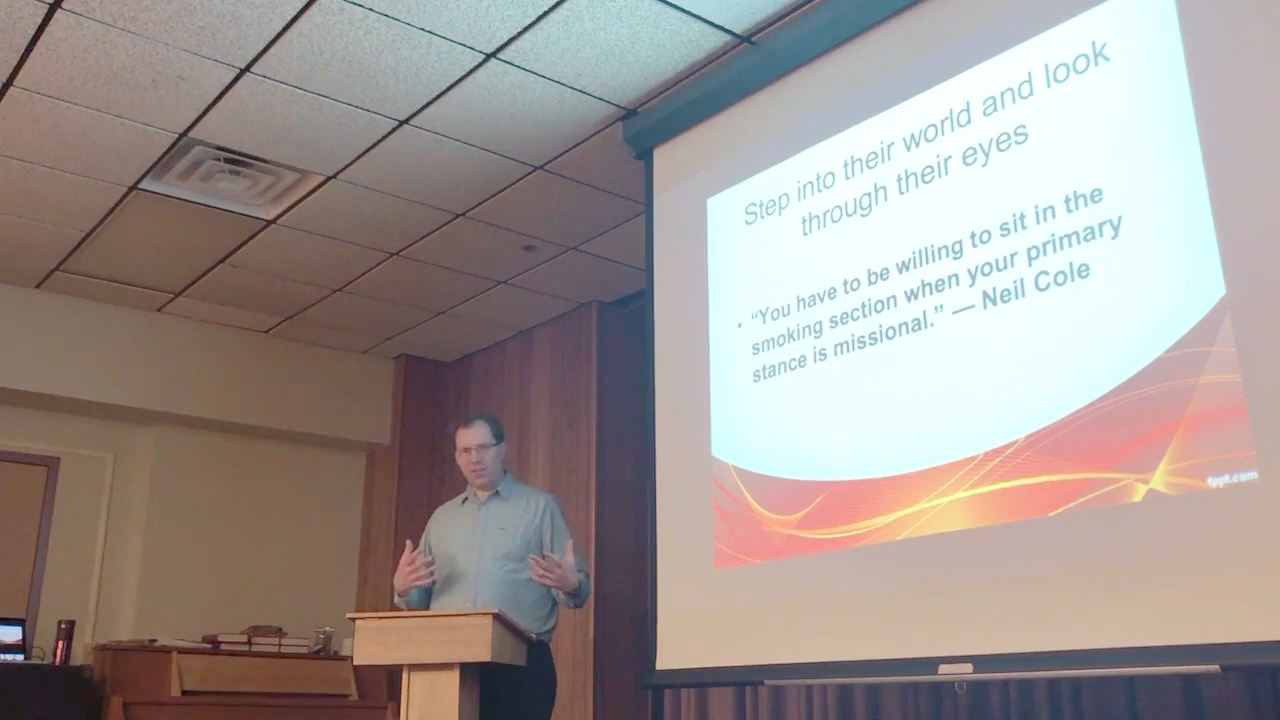 Step into their world and look
through their eyes
• “You have to be willing to sit in the
smoking section when your primary
stance is missional.” — Neil Cole
fppt.com